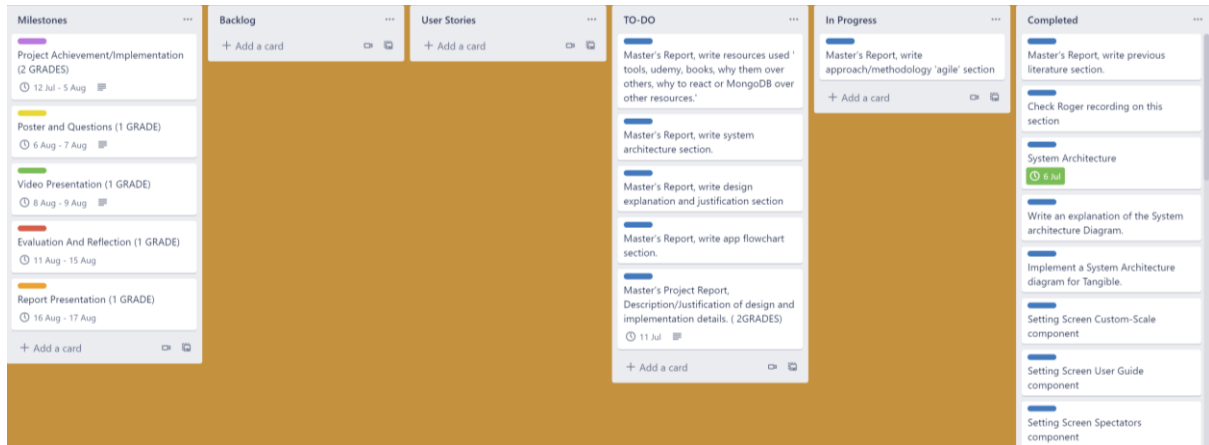 Milestones
Project Achievement/Implementation
(2 GRADES)
12 Jul - 5 Aug
Poster and Questions (1 GRADE)
6 Aug - 7 Aug
Video Presentation (1 GRADE)
8 Aug - 9 Aug
Evaluation And Reflection (1 GRADE)
11 Aug - 15 Aug
Report Presentation (1 GRADE)
16 Aug - 17 Aug
+ Add a card
Backlog
+ Add a card
User Stories
+ Add a card
TO-DO
Master's Report, write resources used '
tools, udemy, books, why them over
others, why to react or MongoDB over
other resources.'
Master's Report, write system
architecture section.
Master's Report, write design
explanation and justification section
Master's Report, write app flowchart
section.
Master's Project Report,
Description/Justification of design and
implementation details. ( 2GRADES)
11 Jul
+ Add a card
In Progress
Master's Report, write
approach/methodology 'agile' section
+ Add a card
Completed
Master's Report, write previous
literature section.
Check Roger recording on this
section
System Architecture
6 Jul
Write an explanation of the System
architecture Diagram.
Implement a System Architecture
diagram for Tangible.
Setting Screen Custom-Scale
component
Setting Screen User Guide
component
Setting Screen Spectators
component